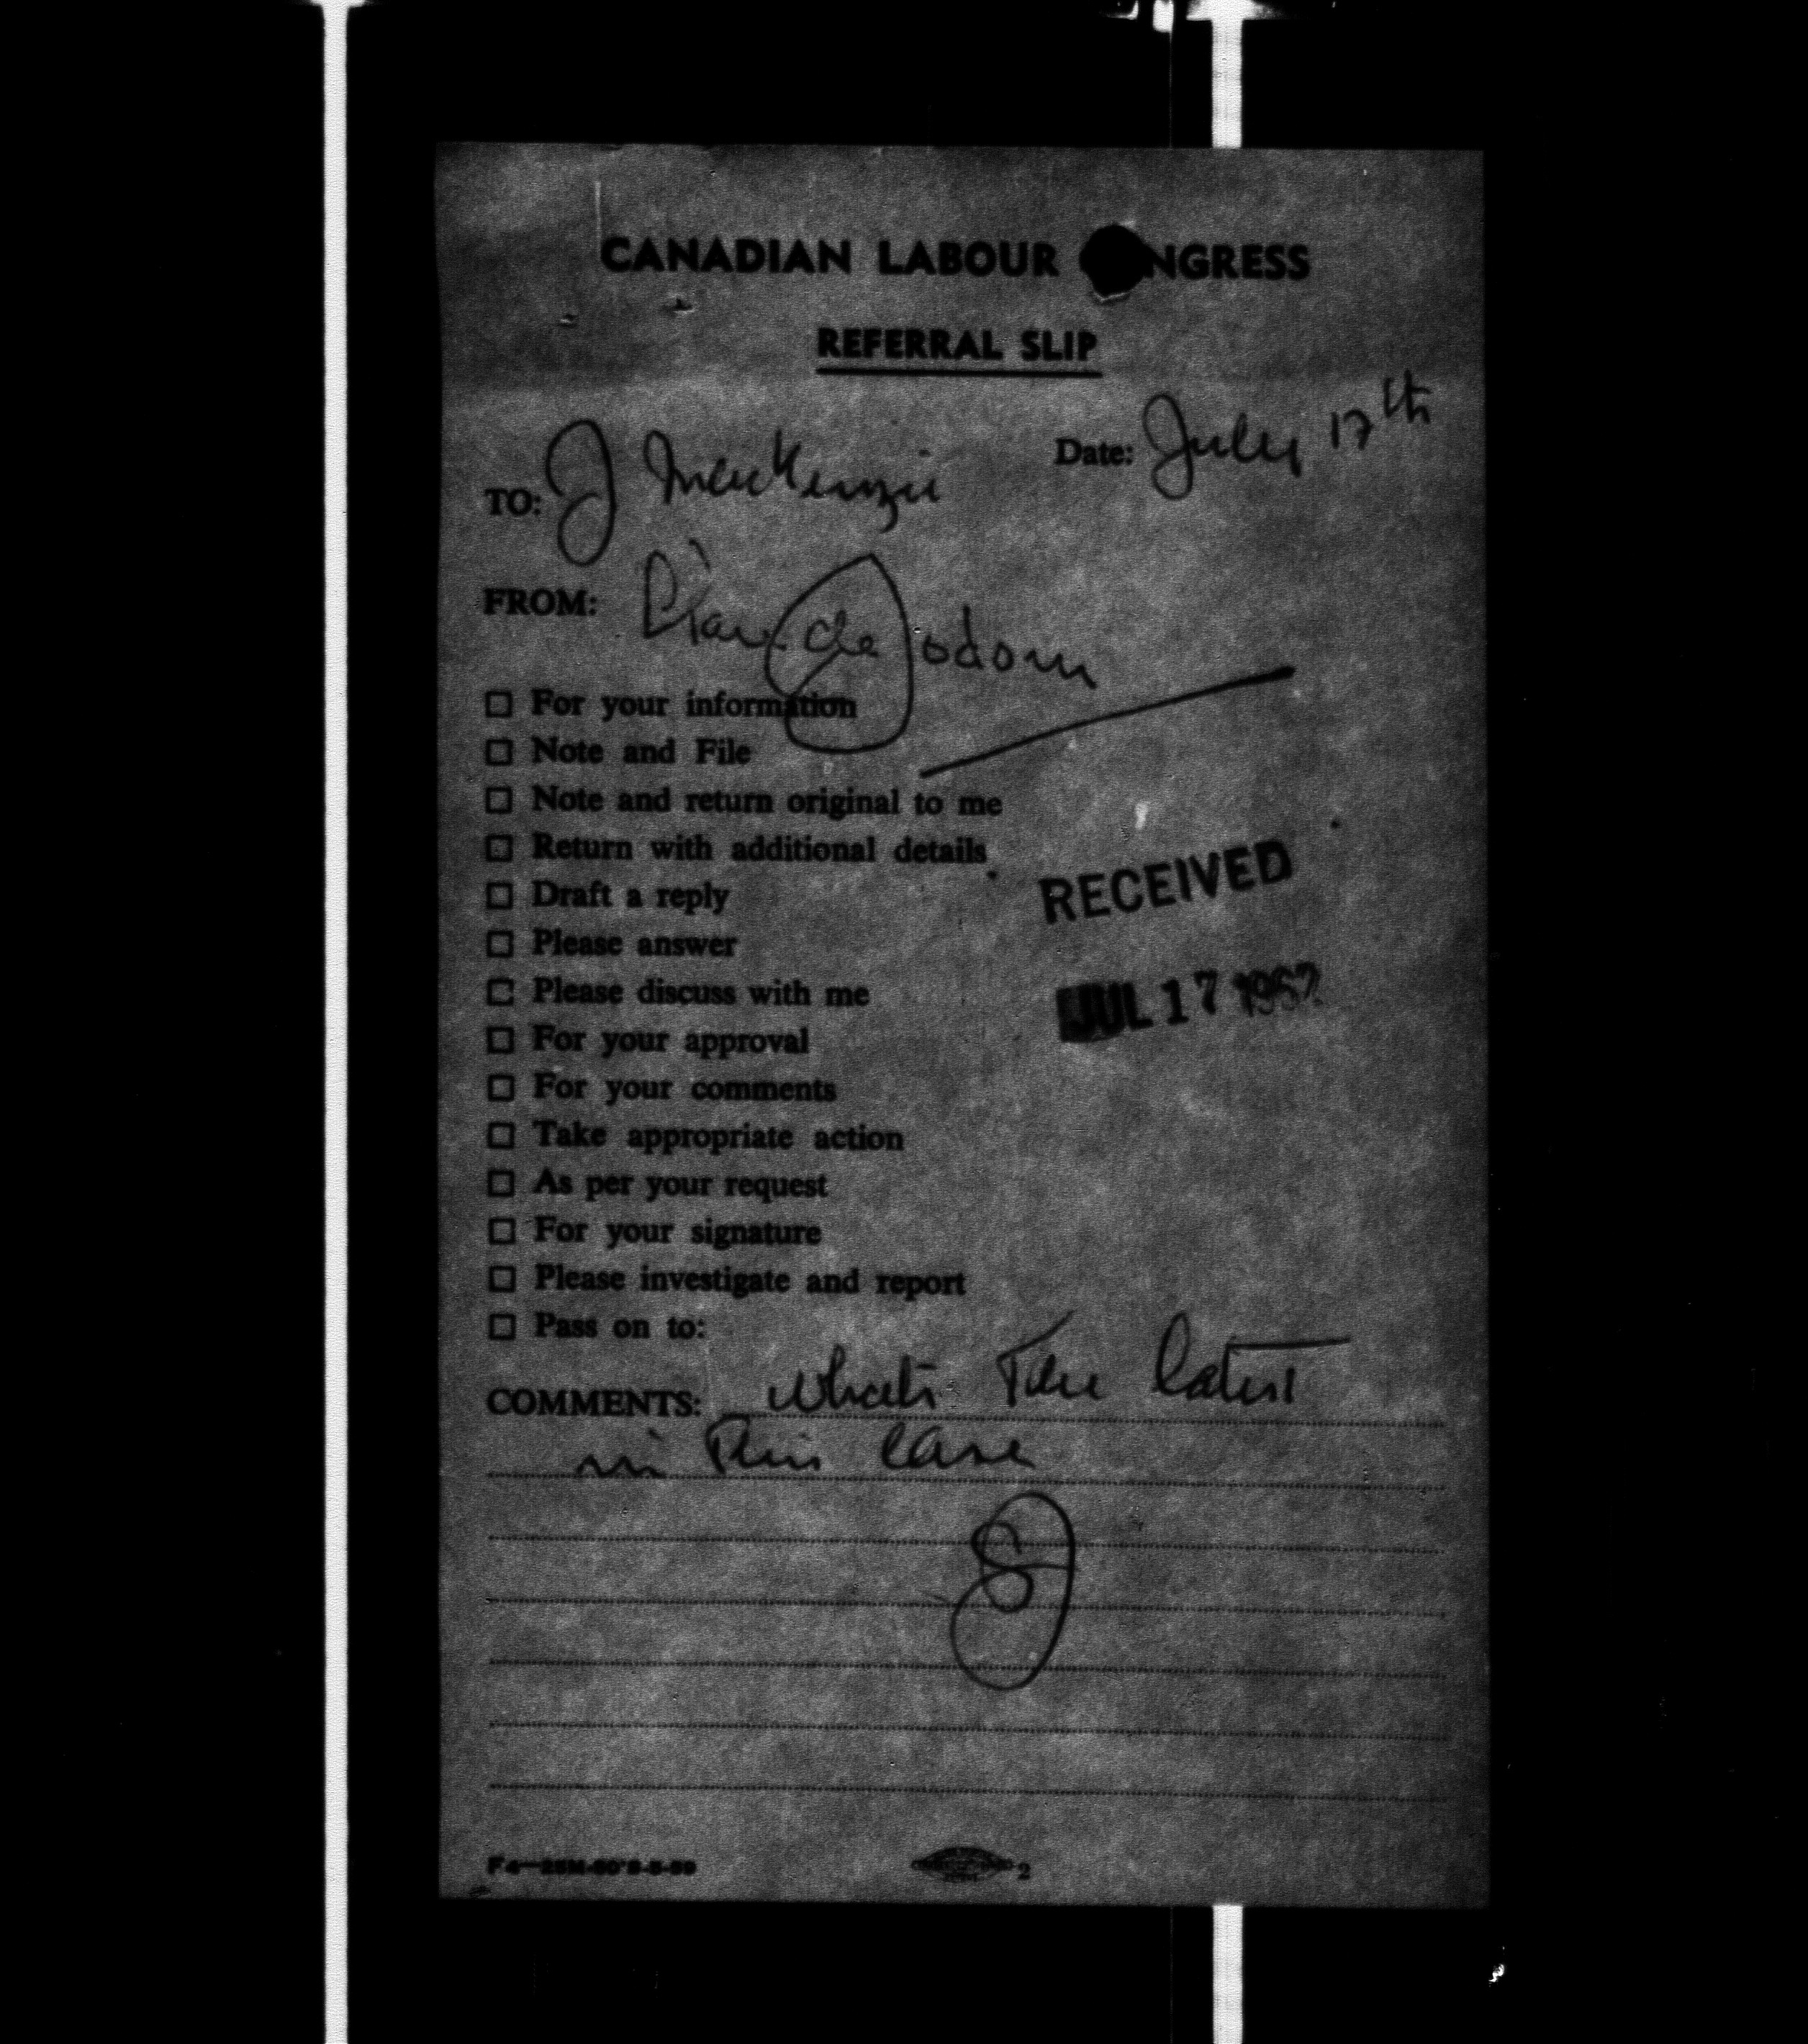 CANADIAN LABOUR NGRESS
REFERRAL SLIP
Date: July 17th
TO: J MacKenzie
FROM:
☐ For your information
☐ Note and File
☐ Note and return original to me
☐ Return with additional details
☐ Draft a reply
☐ Please answer
☐ Please discuss with me
☐ For your approval
☐ For your comments
☐ Take appropriate action
☐ As per your request
☐ For your signature
☐ Please investigate and report
☐ Pass on to:
RECEIVED
JUL 17 1962
COMMENTS: Whats the latest
in this case
2